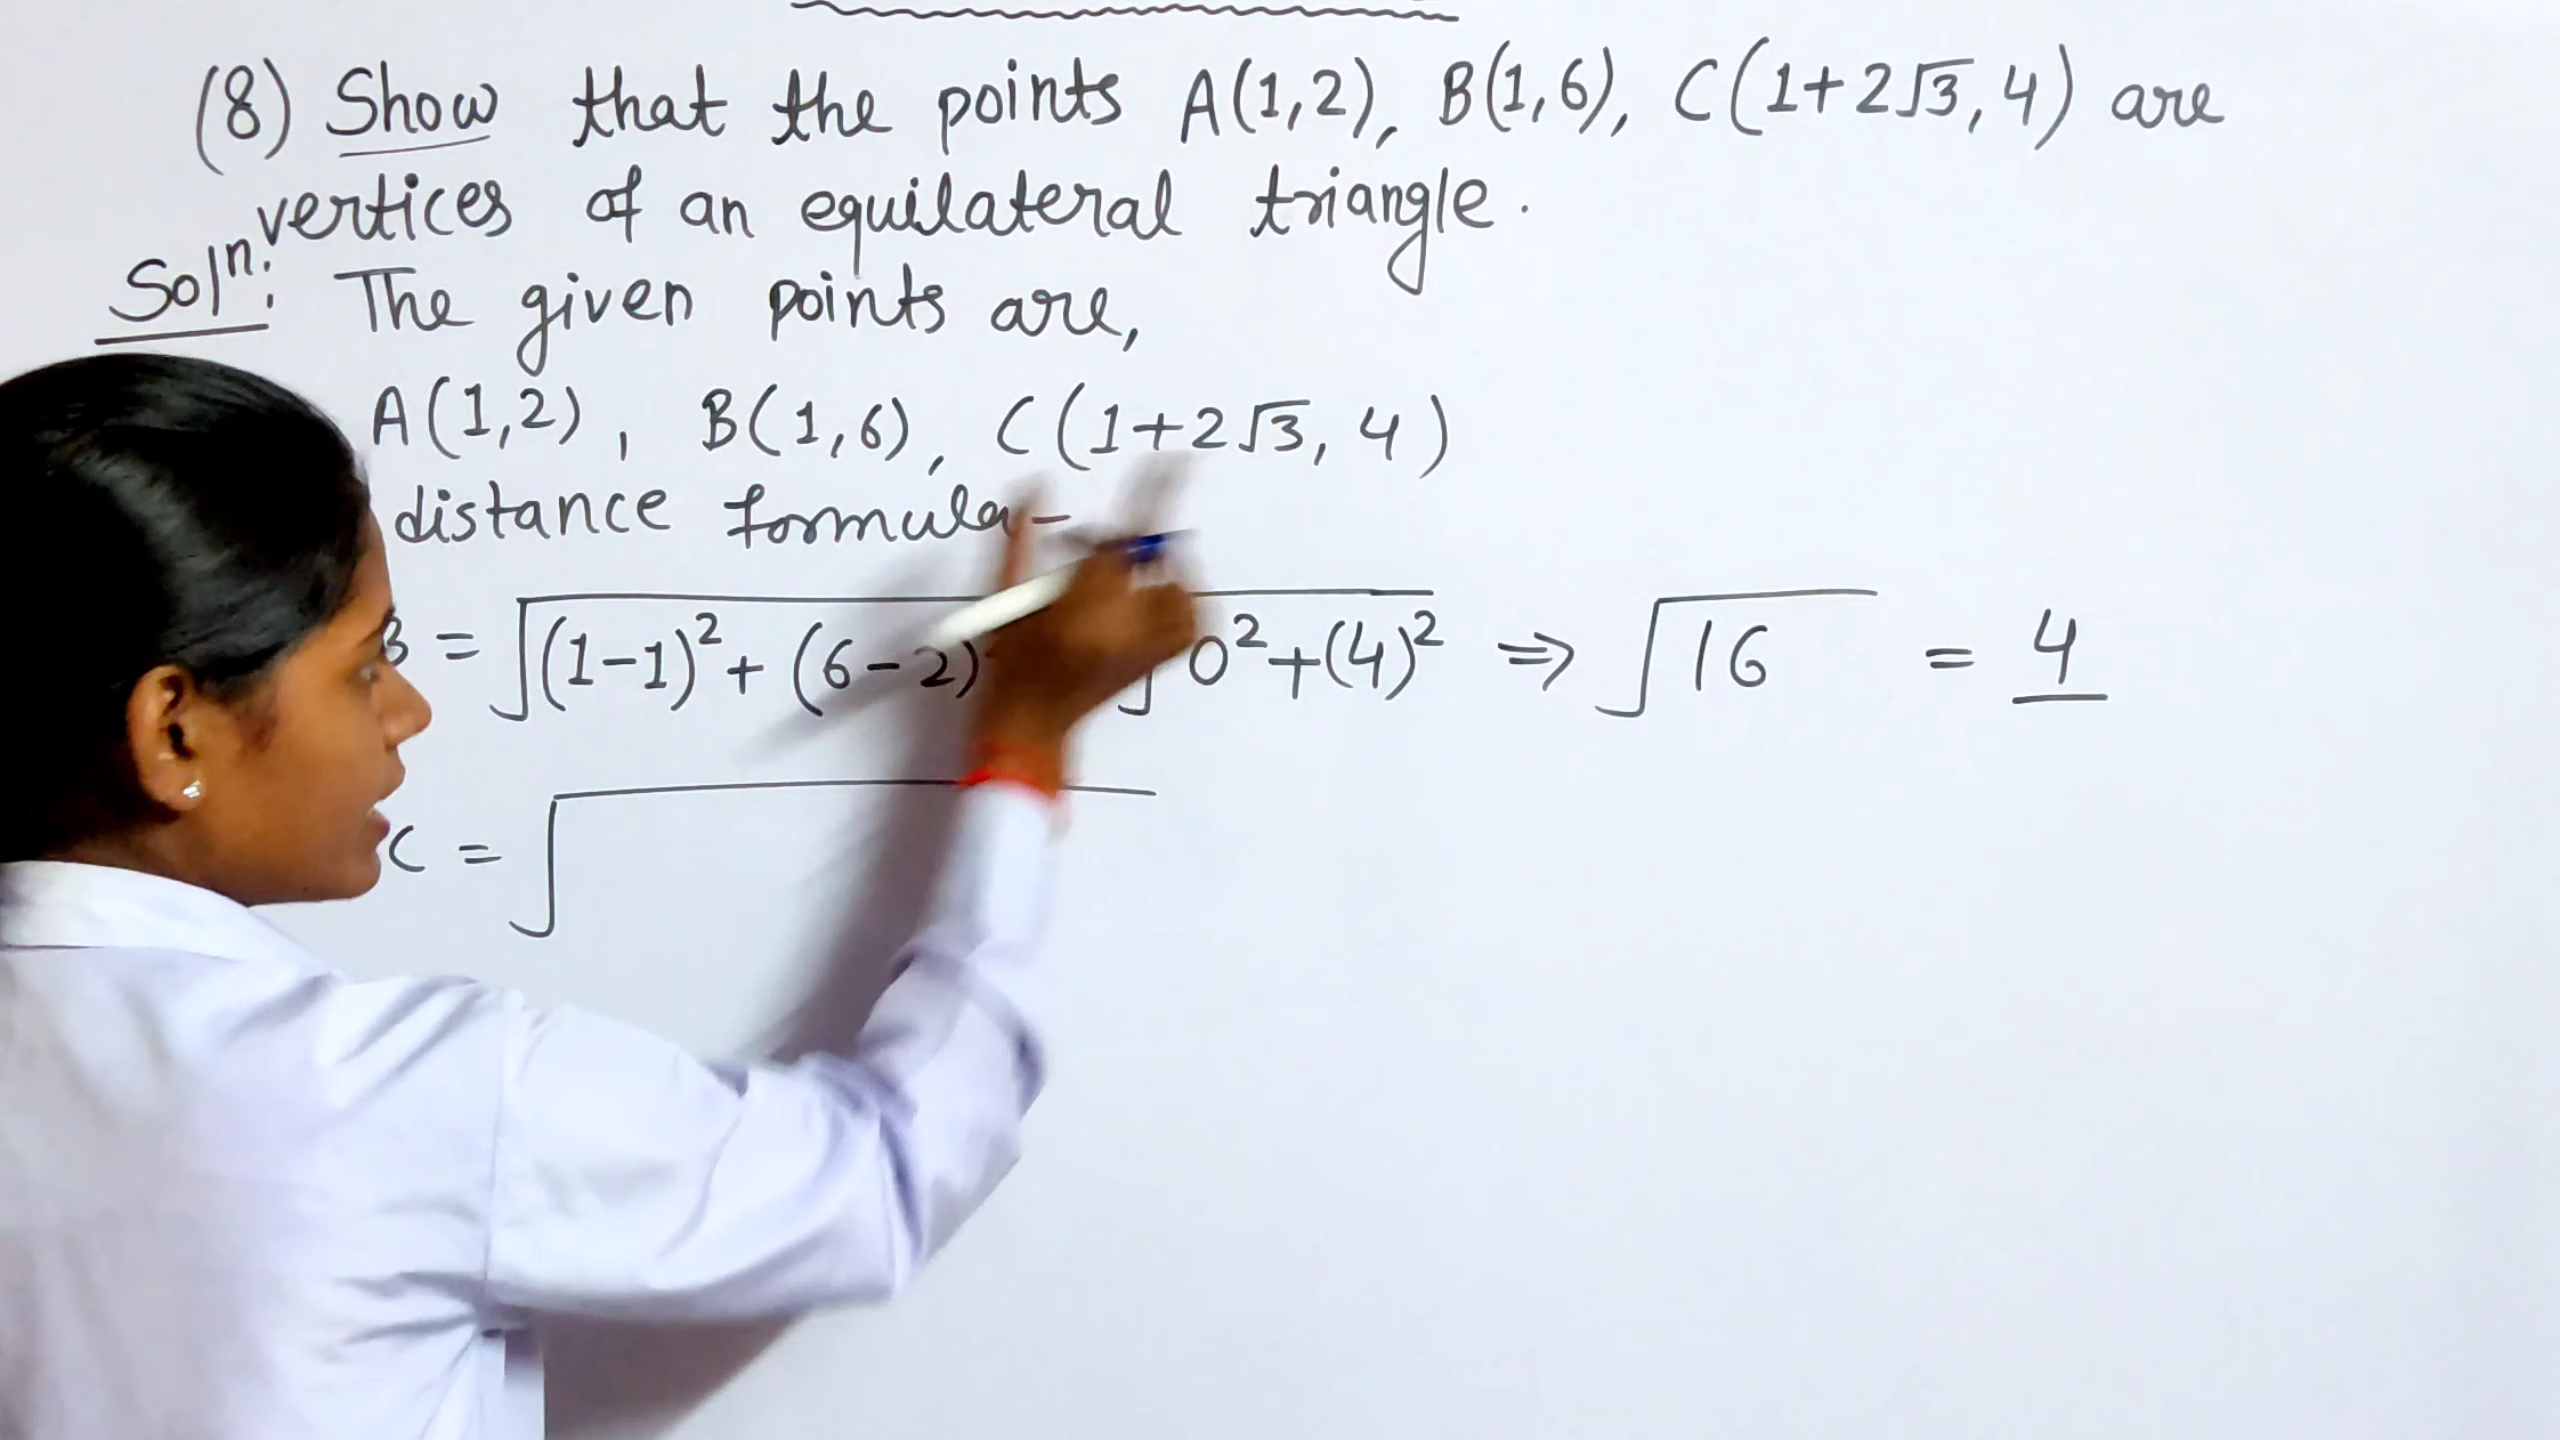 (8) Show that the points A(1,2), B(1,6), C(1+2√3, 4) are
vertices of an equilateral triangle.
Solⁿ: The given points are,
A(1,2), B(1,6), C(1+2√3, 4)
distance formula-
B = √(1-1)²+(6-2) √0²+(4)² ⇒ √16 = 4
C = √